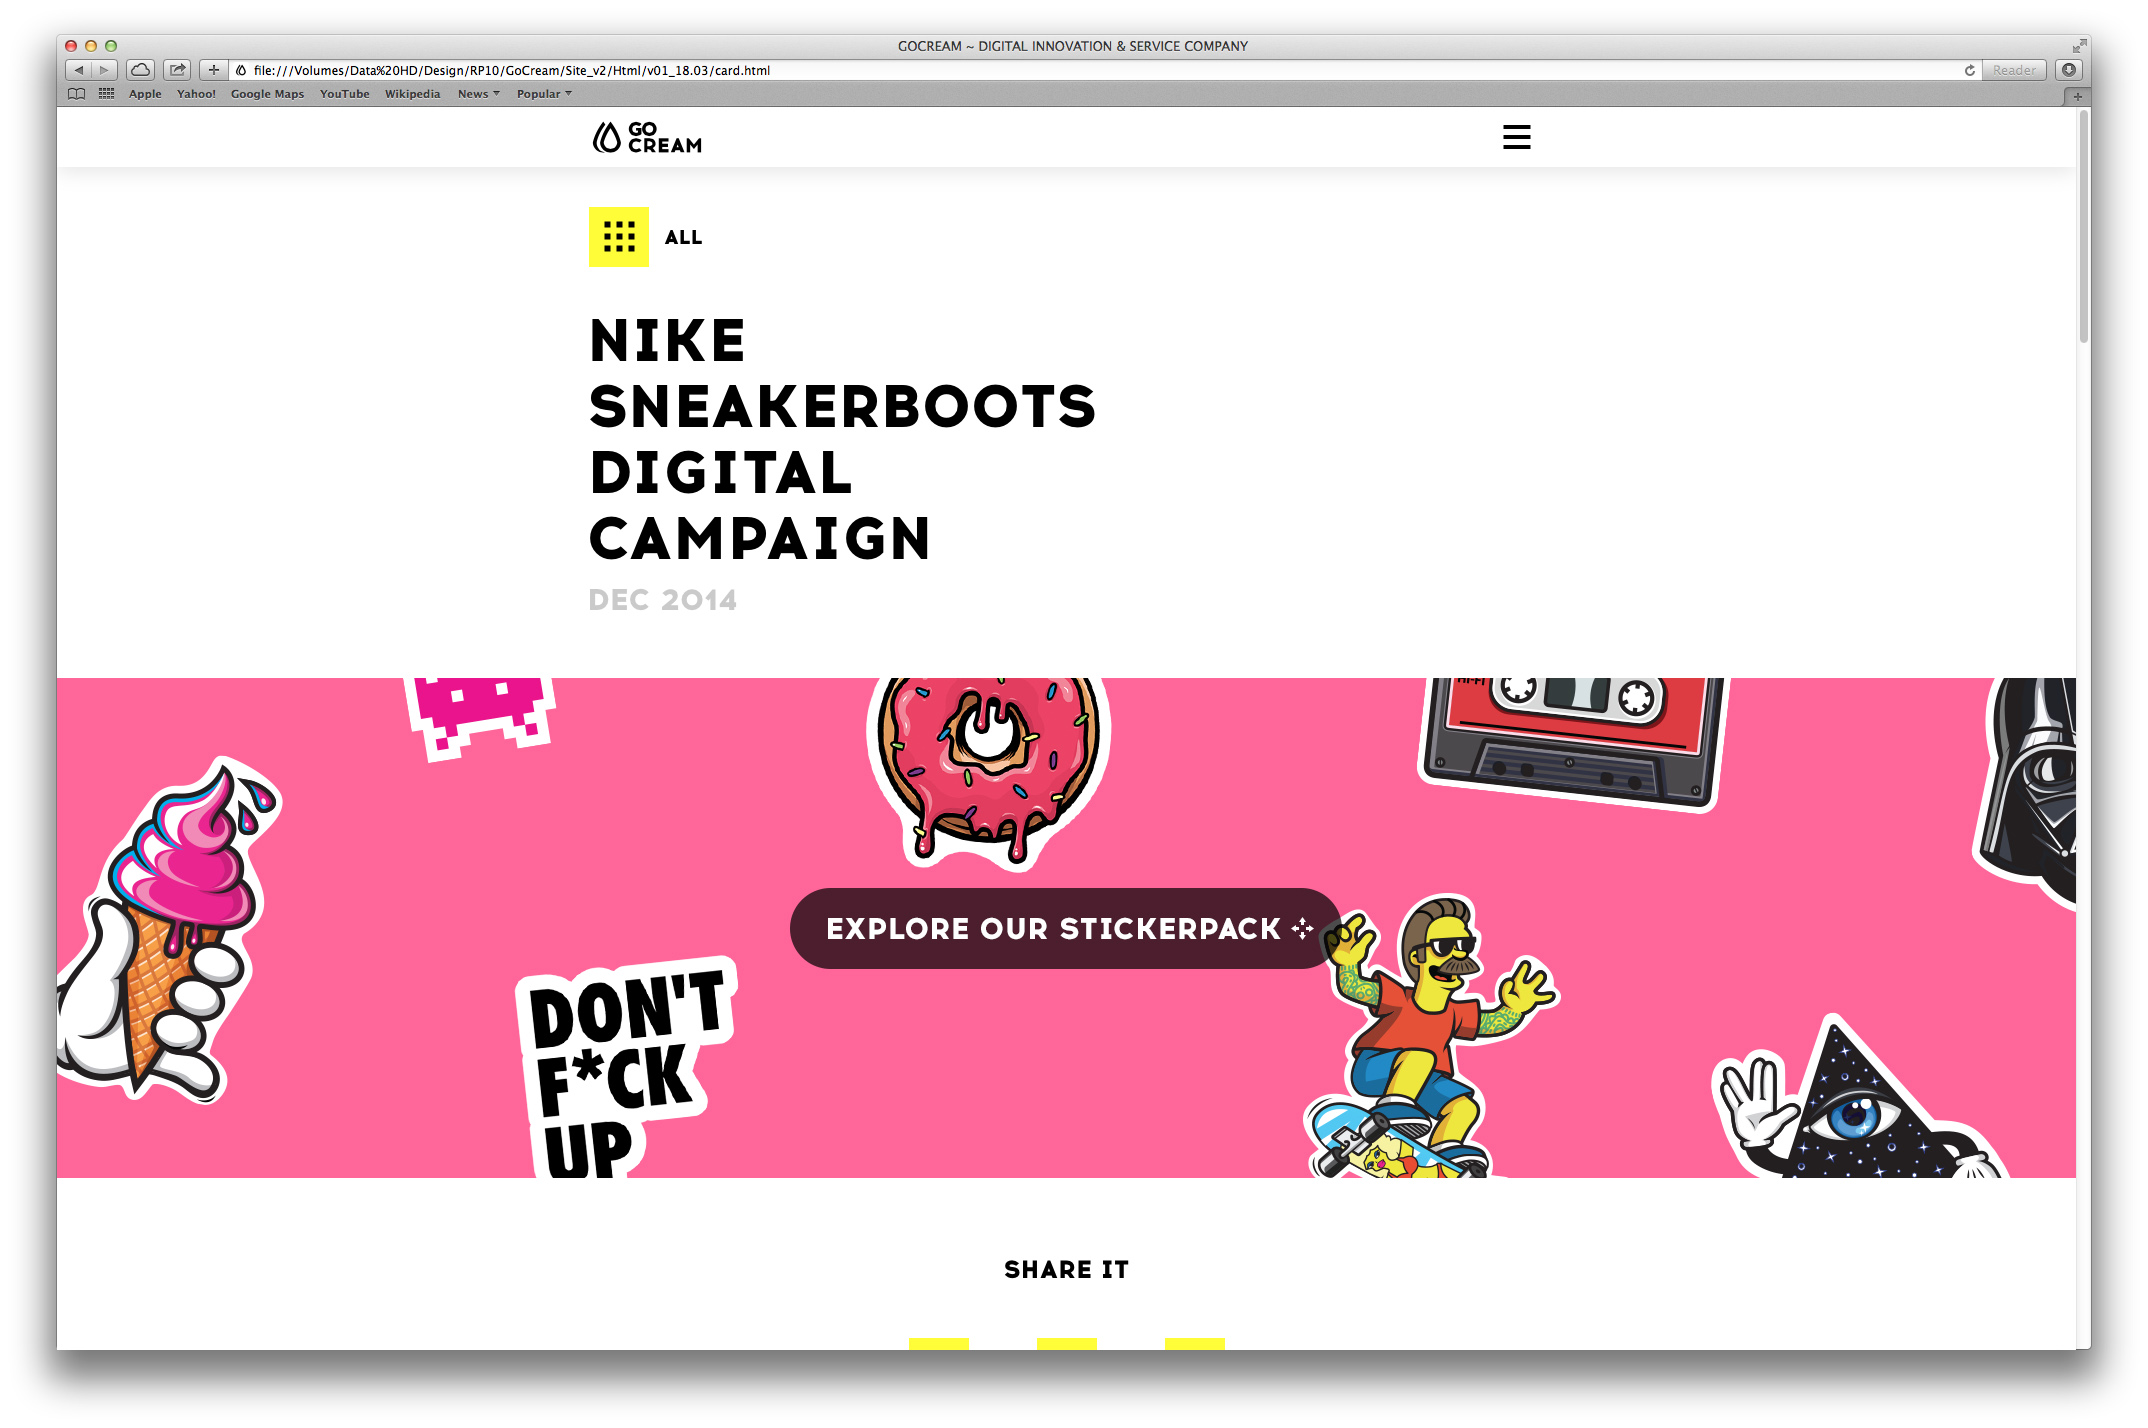 GOCREAM ~ DIGITAL INNOVATION & SERVICE COMPANY
file:///Volumes/Data%20HD/Design/RP10/GoCream/Site_v2/Html/v01_18.03/card.html
Reader
Apple Yahoo! Google Maps YouTube Wikipedia News Popular
GO
CREAM
ALL
NIKE
SNEAKERBOOTS
DIGITAL
CAMPAIGN
DEC 2014
HI-FI
EXPLORE OUR STICKERPACK
DON'T
F*CK
UP
SHARE IT